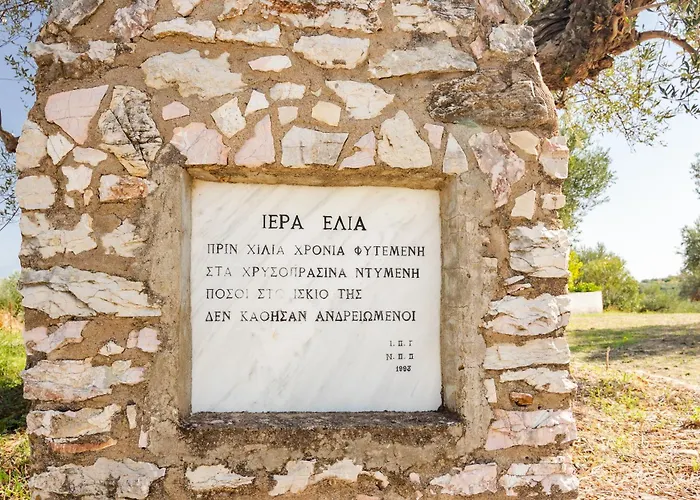 ΙΕΡΑ ΕΛΙΑ
ΠΡΙΝ ΧΙΛΙΑ ΧΡΟΝΙΑ ΦΥΤΕΜΕΝΗ
ΣΤΑ ΧΡΥΣΟΠΡΑΣΙΝΑ ΝΤΥΜΕΝΗ
ΠΟΣΟΙ ΣΤΟ ΙΣΚΙΟ ΤΗΣ
ΔΕΝ ΚΑΘΗΣΑΝ ΑΝΔΡΕΙΩΜΕΝΟΙ
Ι. Π. Γ
Ν. Π. Π
1993